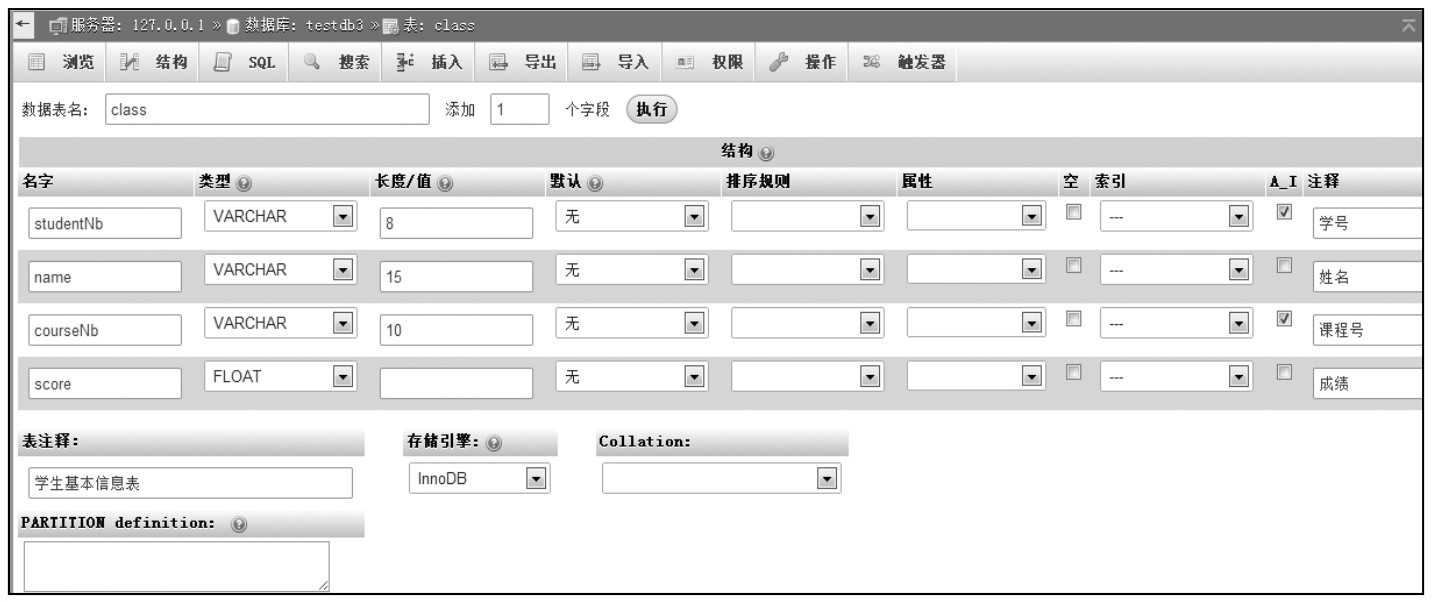 服务器: 127.0.0.1 » 数据库: testdb3 » 表: class
浏览 结构 SQL 搜索 插入 导出 导入 权限 操作 触发器
数据表名: class 添加 1 个字段 执行
结构
名字 类型 长度/值 默认 排序规则 属性 空 索引 A_I 注释
studentNb VARCHAR 8 无 --- 学号
name VARCHAR 15 无 --- 姓名
courseNb VARCHAR 10 无 --- 课程号
score FLOAT 无 --- 成绩
表注释: 存储引擎: Collation:
学生基本信息表 InnoDB
PARTITION definition: